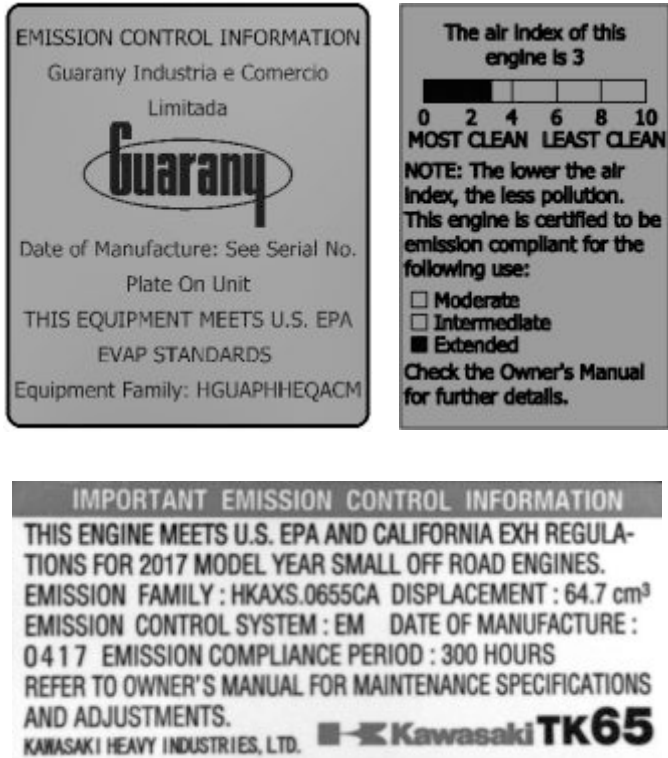 EMISSION CONTROL INFORMATION
Guarany Industria e Comercio
Limitada
Guarany
Date of Manufacture: See Serial No.
Plate On Unit
THIS EQUIPMENT MEETS U.S. EPA
EVAP STANDARDS
Equipment Family: HGUAPHHEQACM
The air index of this
engine is 3
0 2 4 6 8 10
MOST CLEAN LEAST CLEAN
NOTE: The lower the air
index, the less pollution.
This engine is certified to be
emission compliant for the
following use:
☐ Moderate
☐ Intermediate
■ Extended
Check the Owner's Manual
for further details.
IMPORTANT EMISSION CONTROL INFORMATION
THIS ENGINE MEETS U.S. EPA AND CALIFORNIA EXH REGULA-
TIONS FOR 2017 MODEL YEAR SMALL OFF ROAD ENGINES.
EMISSION FAMILY : HKAXS.0655CA DISPLACEMENT : 64.7 cm³
EMISSION CONTROL SYSTEM : EM DATE OF MANUFACTURE :
0417 EMISSION COMPLIANCE PERIOD : 300 HOURS
REFER TO OWNER'S MANUAL FOR MAINTENANCE SPECIFICATIONS
AND ADJUSTMENTS.
KAWASAKI HEAVY INDUSTRIES, LTD. Kawasaki TK65